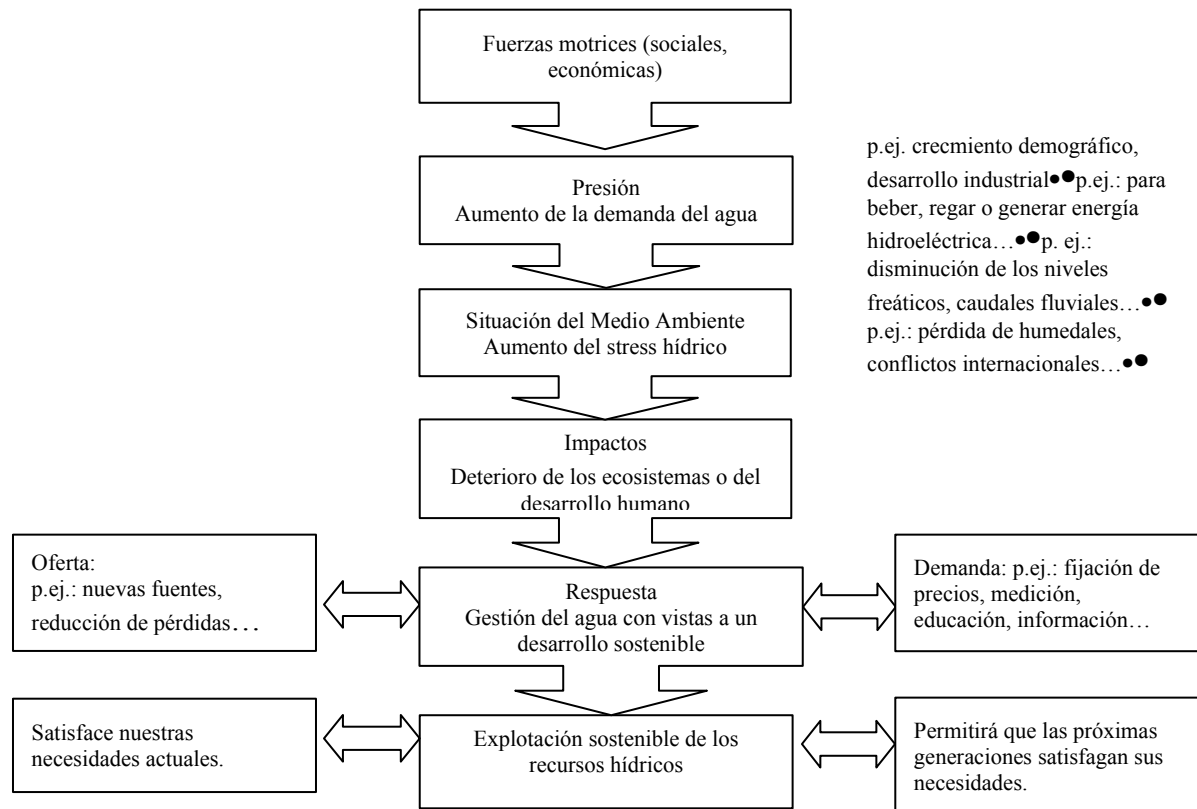 Fuerzas motrices (sociales,
económicas)
p.ej. crecmiento demográfico,
desarrollo industrial••p.ej.: para
beber, regar o generar energía
hidroeléctrica…••p. ej.:
disminución de los niveles
freáticos, caudales fluviales…••
p.ej.: pérdida de humedales,
conflictos internacionales…••
Presión
Aumento de la demanda del agua
Situación del Medio Ambiente
Aumento del stress hídrico
Impactos
Deterioro de los ecosistemas o del
desarrollo humano
Oferta:
p.ej.: nuevas fuentes,
reducción de pérdidas…
Respuesta
Gestión del agua con vistas a un
desarrollo sostenible
Demanda: p.ej.: fijación de
precios, medición,
educación, información…
Satisface nuestras
necesidades actuales.
Explotación sostenible de los
recursos hídricos
Permitirá que las próximas
generaciones satisfagan sus
necesidades.